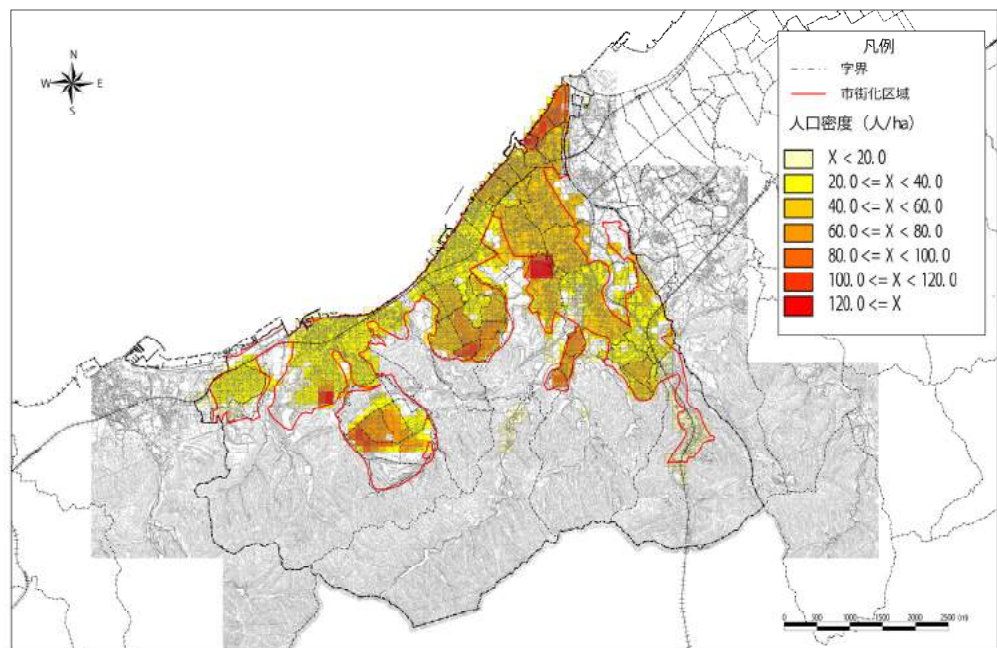 N
W E
S
凡例
字界
市街化区域
人口密度 (人/ha)
X < 20.0
20.0 <= X < 40.0
40.0 <= X < 60.0
60.0 <= X < 80.0
80.0 <= X < 100.0
100.0 <= X < 120.0
120.0 <= X
0 500 1000 1500 2000 2500 (m)